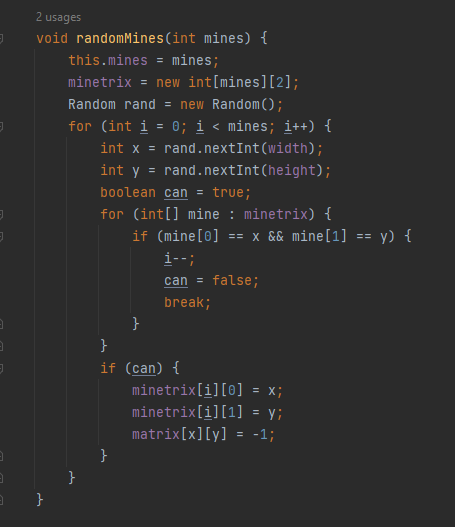 2 usages
void randomMines(int mines) {
    this.mines = mines;
    minetrix = new int[mines][2];
    Random rand = new Random();
    for (int i = 0; i < mines; i++) {
        int x = rand.nextInt(width);
        int y = rand.nextInt(height);
        boolean can = true;
        for (int[] mine : minetrix) {
            if (mine[0] == x && mine[1] == y) {
                i--;
                can = false;
                break;
            }
        }
        if (can) {
            minetrix[i][0] = x;
            minetrix[i][1] = y;
            matrix[x][y] = -1;
        }
    }
}